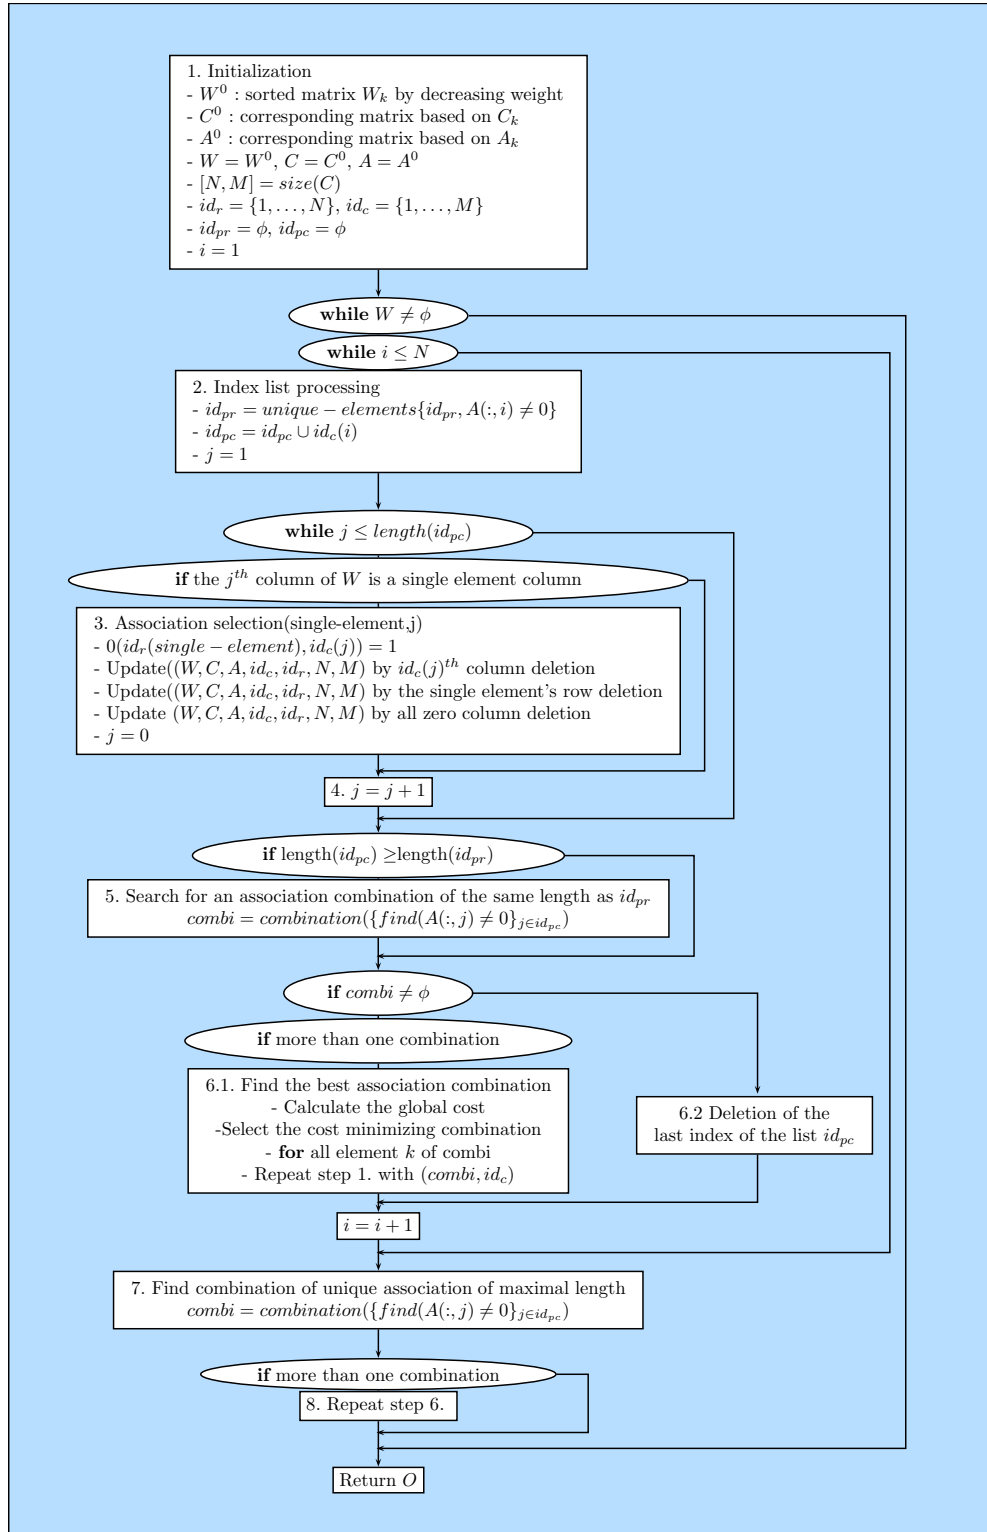 1. Initialization
- W^0 : sorted matrix W_k by decreasing weight
- C^0 : corresponding matrix based on C_k
- A^0 : corresponding matrix based on A_k
- W = W^0, C = C^0, A = A^0
- [N, M] = size(C)
- id_r = {1, . . . , N}, id_c = {1, . . . , M}
- id_pr = ϕ, id_pc = ϕ
- i = 1
while W ≠ ϕ
while i ≤ N
2. Index list processing
- id_pr = unique − elements{id_pr, A(:, i) ≠ 0}
- id_pc = id_pc ∪ id_c(i)
- j = 1
while j ≤ length(id_pc)
if the j^th column of W is a single element column
3. Association selection(single-element,j)
- 0(id_r(single − element), id_c(j)) = 1
- Update((W, C, A, id_c, id_r, N, M) by id_c(j)^th column deletion
- Update((W, C, A, id_c, id_r, N, M) by the single element's row deletion
- Update (W, C, A, id_c, id_r, N, M) by all zero column deletion
- j = 0
4. j = j + 1
if length(id_pc) ≥length(id_pr)
5. Search for an association combination of the same length as id_pr
combi = combination({find(A(:, j) ≠ 0}_j∈id_pc)
if combi ≠ ϕ
if more than one combination
6.1. Find the best association combination
- Calculate the global cost
-Select the cost minimizing combination
- for all element k of combi
- Repeat step 1. with (combi, id_c)
6.2 Deletion of the
last index of the list id_pc
i = i + 1
7. Find combination of unique association of maximal length
combi = combination({find(A(:, j) ≠ 0}_j∈id_pc)
if more than one combination
8. Repeat step 6.
Return O